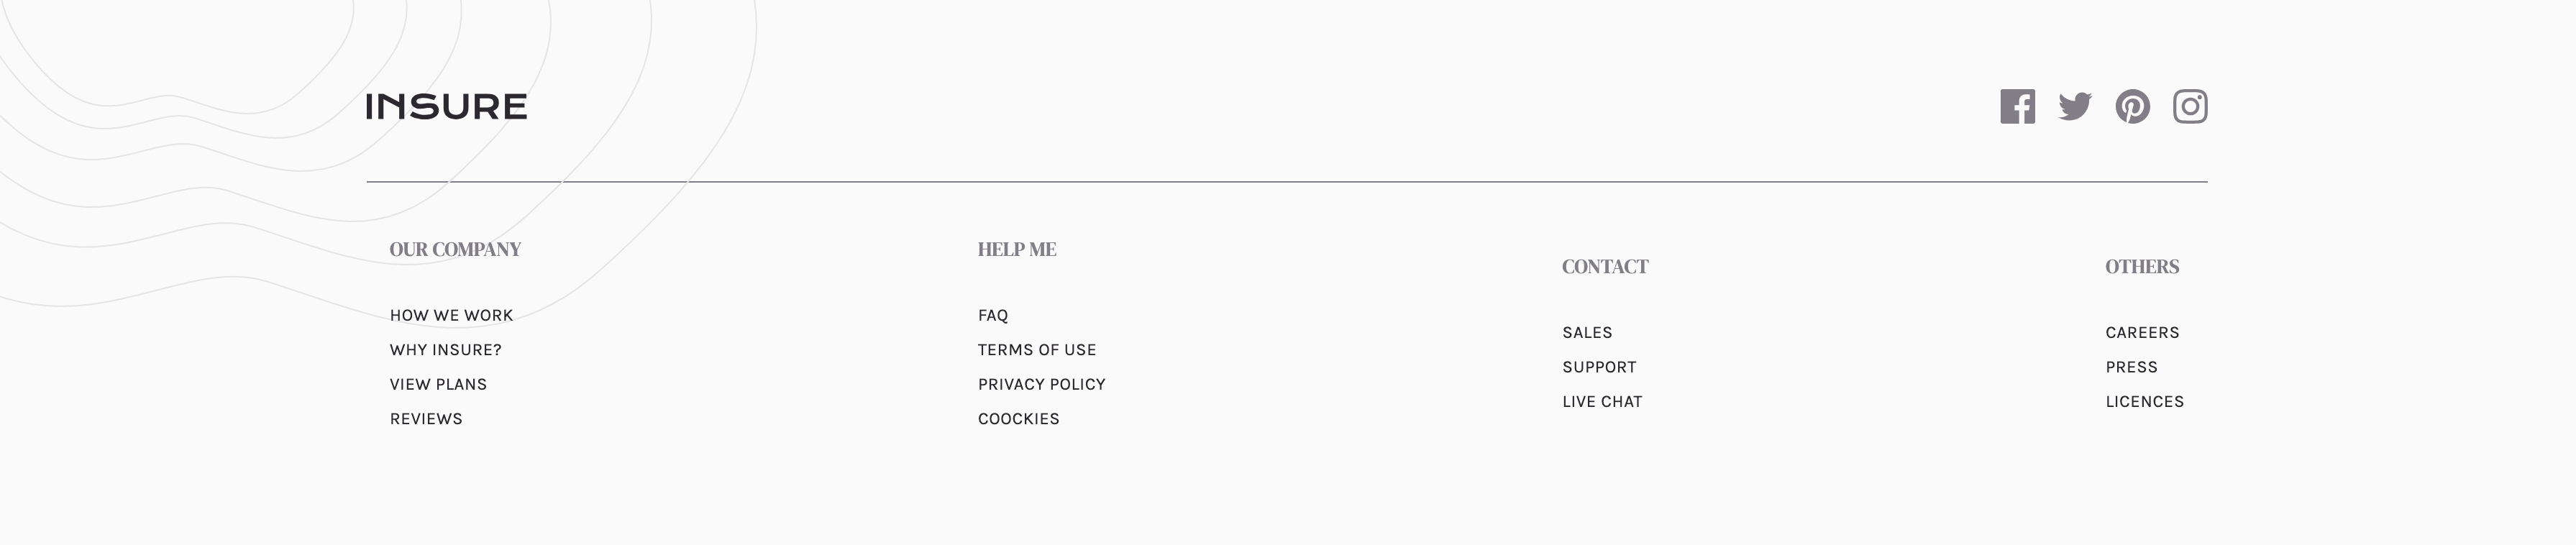 INSURE
OUR COMPANY
HOW WE WORK
WHY INSURE?
VIEW PLANS
REVIEWS
HELP ME
FAQ
TERMS OF USE
PRIVACY POLICY
COOCKIES
CONTACT
SALES
SUPPORT
LIVE CHAT
OTHERS
CAREERS
PRESS
LICENCES